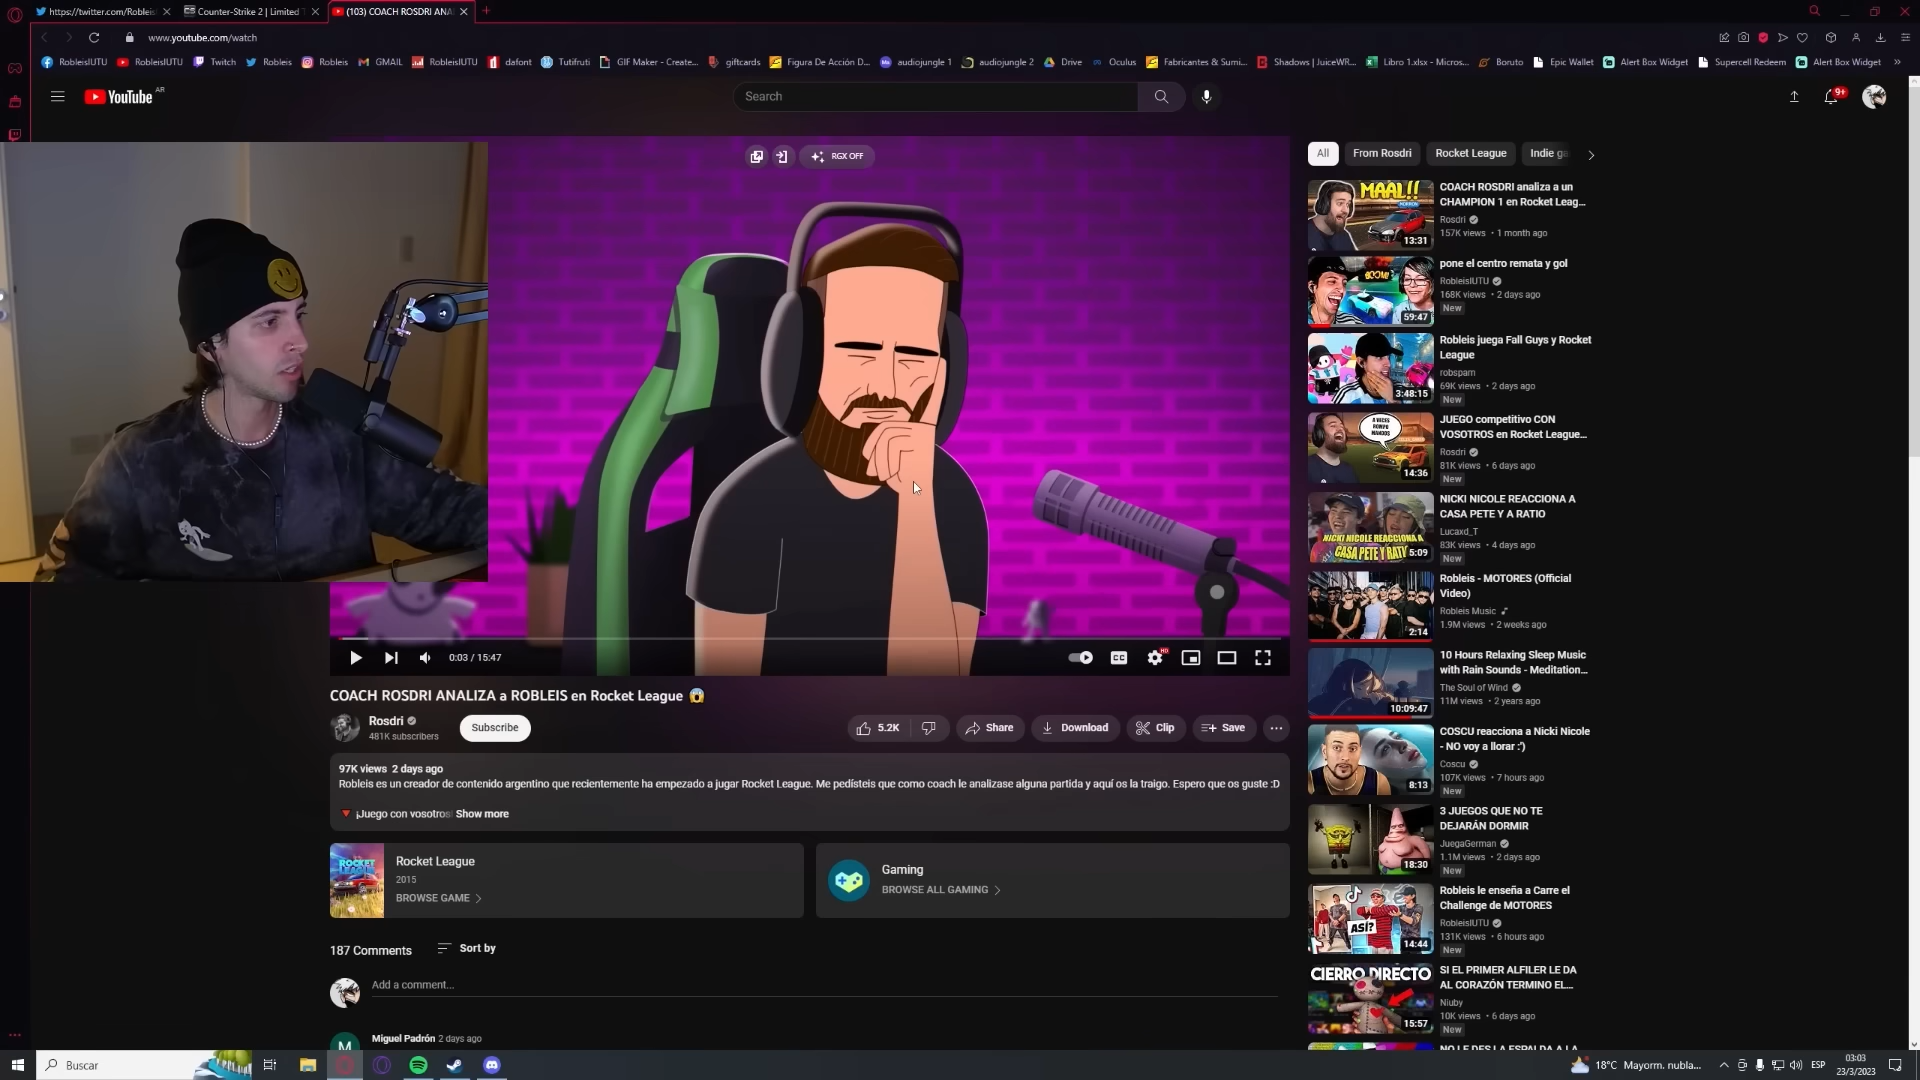 https://twitter.com/Robleis
Counter-Strike 2 | Limited T
(103) COACH ROSDRI ANA
www.youtube.com/watch
RobleisIUTU
RobleisIUTU
Twitch
Robleis
Robleis
GMAIL
RobleisIUTU
dafont
Tutifruti
GIF Maker - Create...
giftcards
Figura De Acción D...
audiojungle 1
audiojungle 2
Drive
Oculus
Fabricantes & Sumi...
Shadows | JuiceWR...
Libro 1.xlsx - Micros...
Boruto
Epic Wallet
Alert Box Widget
Supercell Redeem
Alert Box Widget
YouTube AR
Search
9+
RGX OFF
0:03 / 15:47
CC
HD
COACH ROSDRI ANALIZA a ROBLEIS en Rocket League 😱
Rosdri
481K subscribers
Subscribe
5.2K
Share
Download
Clip
Save
97K views 2 days ago
Robleis es un creador de contenido argentino que recientemente ha empezado a jugar Rocket League. Me pedísteis que como coach le analizase alguna partida y aquí os la traigo. Espero que os guste :D
🔻 ¡Juego con vosotros Show more
ROCKET LEAGUE
Rocket League
2015
BROWSE GAME
Gaming
BROWSE ALL GAMING
187 Comments
Sort by
Add a comment...
M
Miguel Padrón 2 days ago
All
From Rosdri
Rocket League
Indie ga
MAAL!!
13:31
COACH ROSDRI analiza a un
CHAMPION 1 en Rocket Leag...
Rosdri
157K views • 1 month ago
BOOM!
59:47
pone el centro remata y gol
RobleisIUTU
168K views • 2 days ago
New
3:48:15
Robleis juega Fall Guys y Rocket
League
robspam
69K views • 2 days ago
New
A VECES
ROMPO
MANDOS
14:36
JUEGO competitivo CON
VOSOTROS en Rocket League...
Rosdri
81K views • 6 days ago
New
NICKI NICOLE REACCIONA A
CASA PETE Y RATY
5:09
NICKI NICOLE REACCIONA A
CASA PETE Y A RATIO
Lucaxd_T
83K views • 4 days ago
New
2:14
Robleis - MOTORES (Official
Video)
Robleis Music
1.9M views • 2 weeks ago
10:09:47
10 Hours Relaxing Sleep Music
with Rain Sounds - Meditation...
The Soul of Wind
11M views • 2 years ago
8:13
COSCU reacciona a Nicki Nicole
- NO voy a llorar :')
Coscu
107K views • 7 hours ago
New
18:30
3 JUEGOS QUE NO TE
DEJARÁN DORMIR
JuegaGerman
1.1M views • 2 days ago
New
ASÍ?
14:44
Robleis le enseña a Carre el
Challenge de MOTORES
RobleisIUTU
131K views • 6 hours ago
New
CIERRO DIRECTO
15:57
SI EL PRIMER ALFILER LE DA
AL CORAZÓN TERMINO EL...
Niuby
10K views • 6 days ago
New
NO LE DES LA ESPALDA A LA
Buscar
18°C Mayorm. nubla...
ESP
03:03
23/3/2023